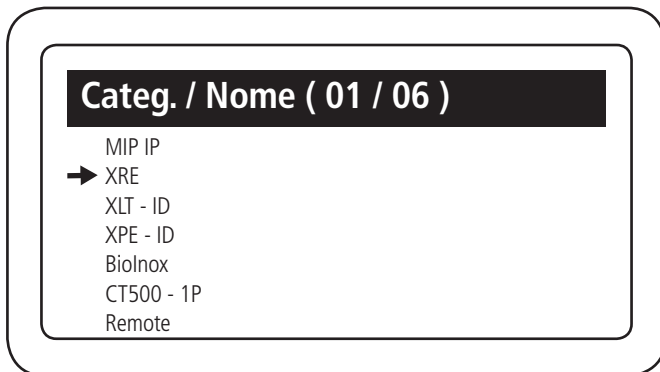 Categ. / Nome ( 01 / 06 )
MIP IP
XRE
XLT - ID
XPE - ID
BioInox
CT500 - 1P
Remote